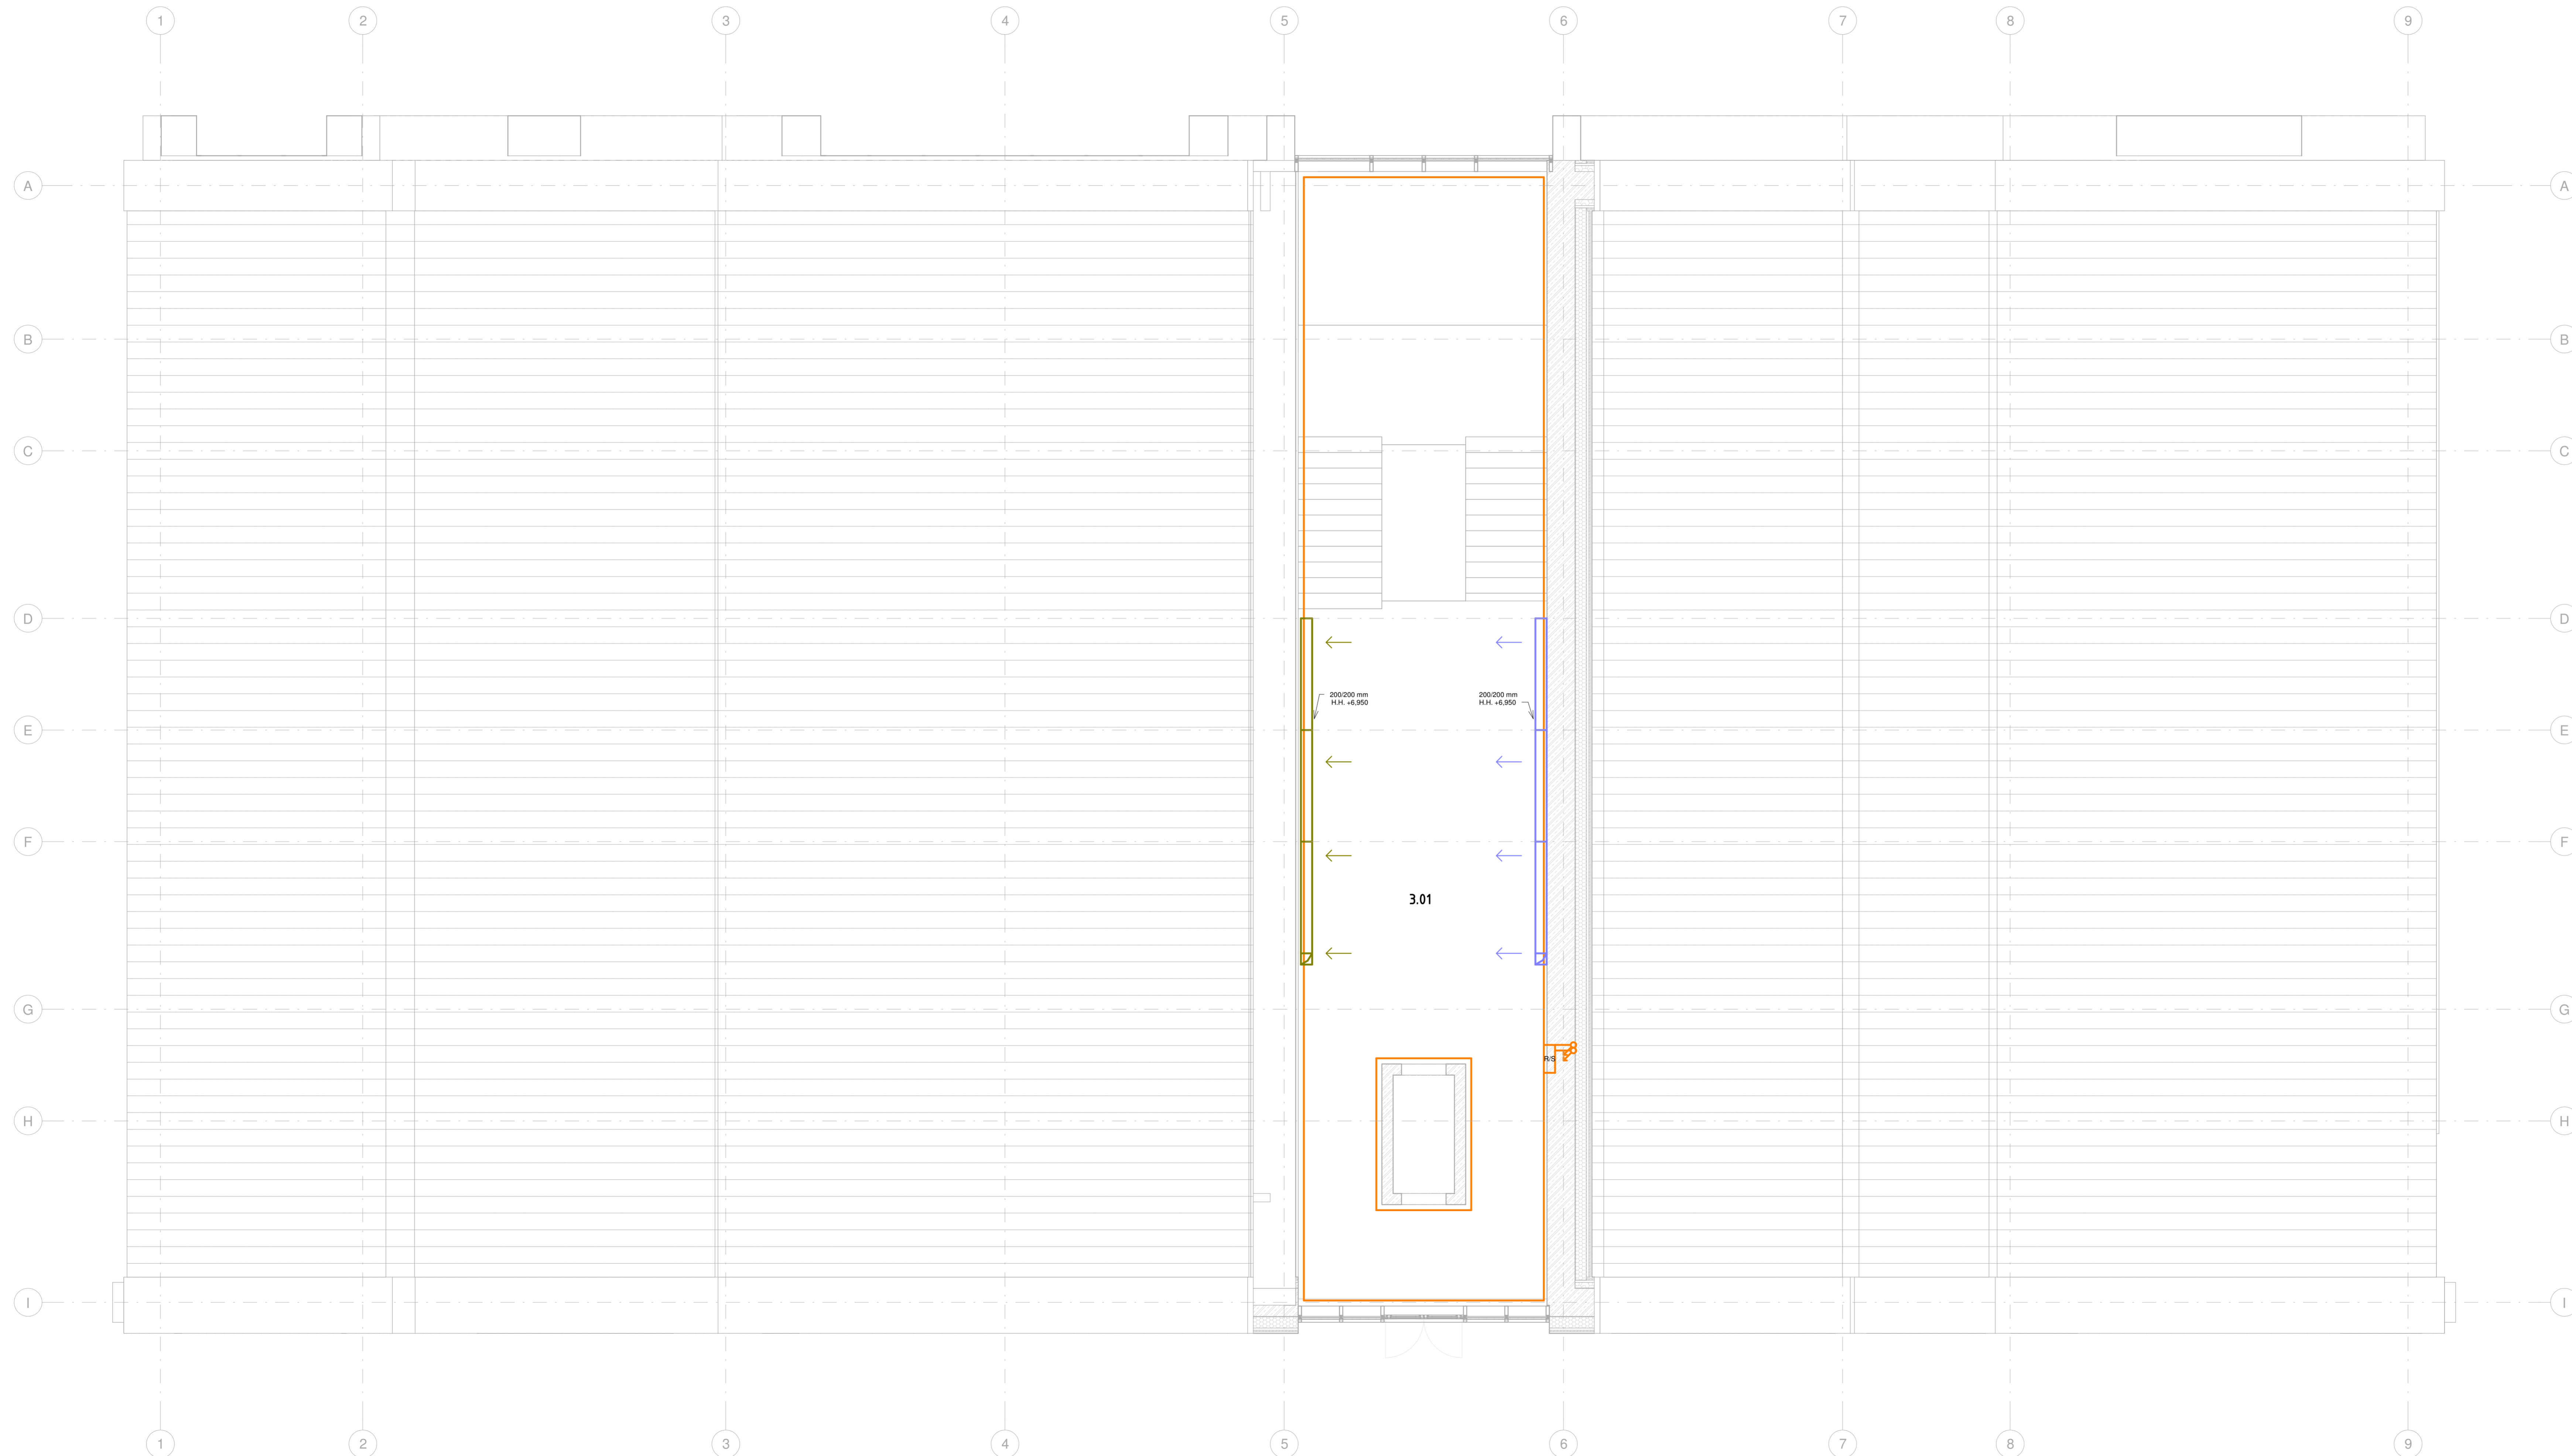 1 2 3 4 5 6 7 8 9
A A
B B
C C
D D
200/200 mm 200/200 mm
H.H. +6,950 H.H. +6,950
E E
F F
3.01
G G
R/S
H H
I I
1 2 3 4 5 6 7 8 9